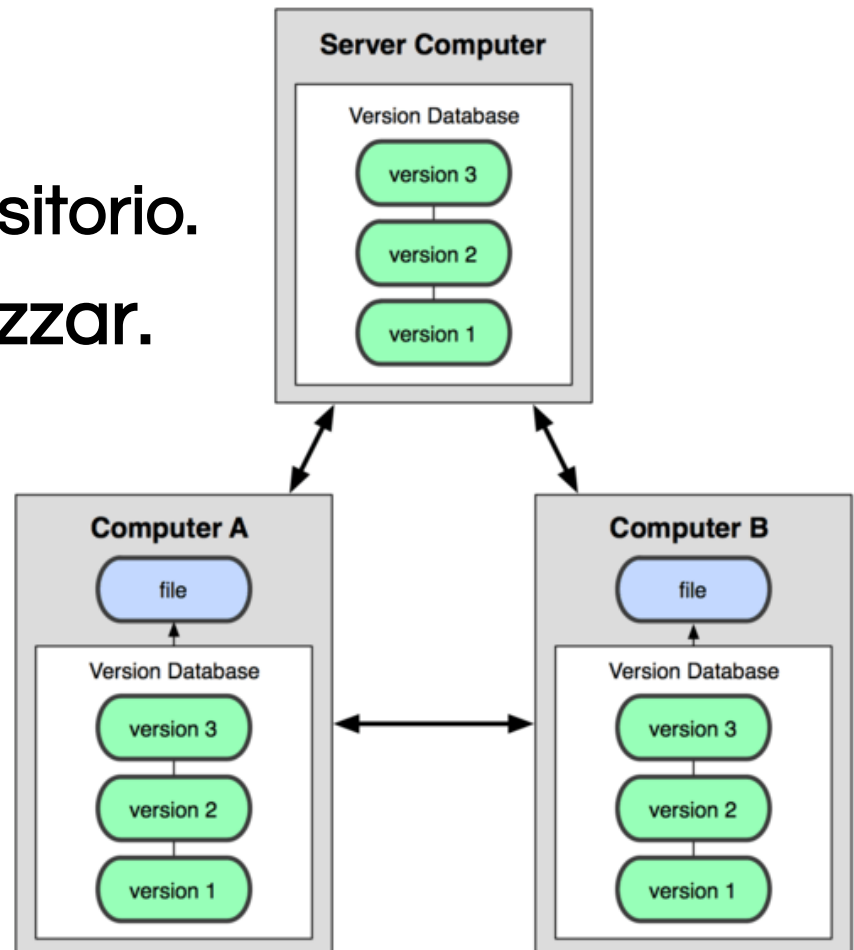 Server Computer
Version Database
version 3
version 2
version 1
sitorio.
zzar.
Computer A
file
Version Database
version 3
version 2
version 1
Computer B
file
Version Database
version 3
version 2
version 1